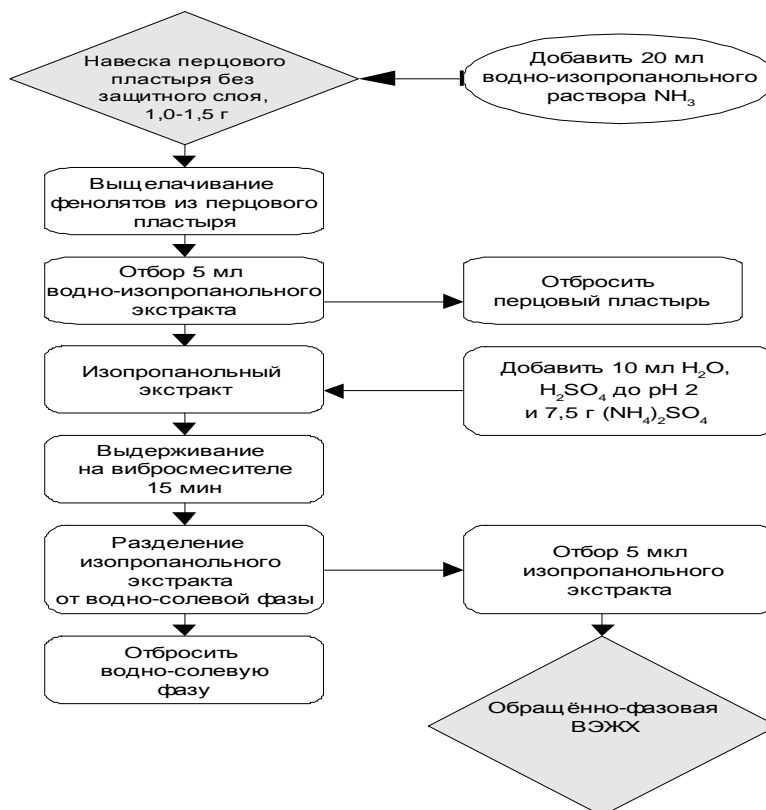 Навеска перцового
пластыря без
защитного слоя,
1,0-1,5 г
Добавить 20 мл
водно-изопропанольного
раствора NH₃
Выщелачивание
фенолятов из перцового
пластыря
Отбор 5 мл
водно-изопропанольного
экстракта
Отбросить
перцовый пластырь
Изопропанольный
экстракт
Добавить 10 мл H₂O,
H₂SO₄ до pH 2
и 7,5 г (NH₄)₂SO₄
Выдерживание
на вибросмесителе
15 мин
Разделение
изопропанольного
экстракта
от водно-солевой фазы
Отбор 5 мкл
изопропанольного
экстракта
Отбросить
водно-солевую
фазу
Обращённо-фазовая
ВЭЖХ